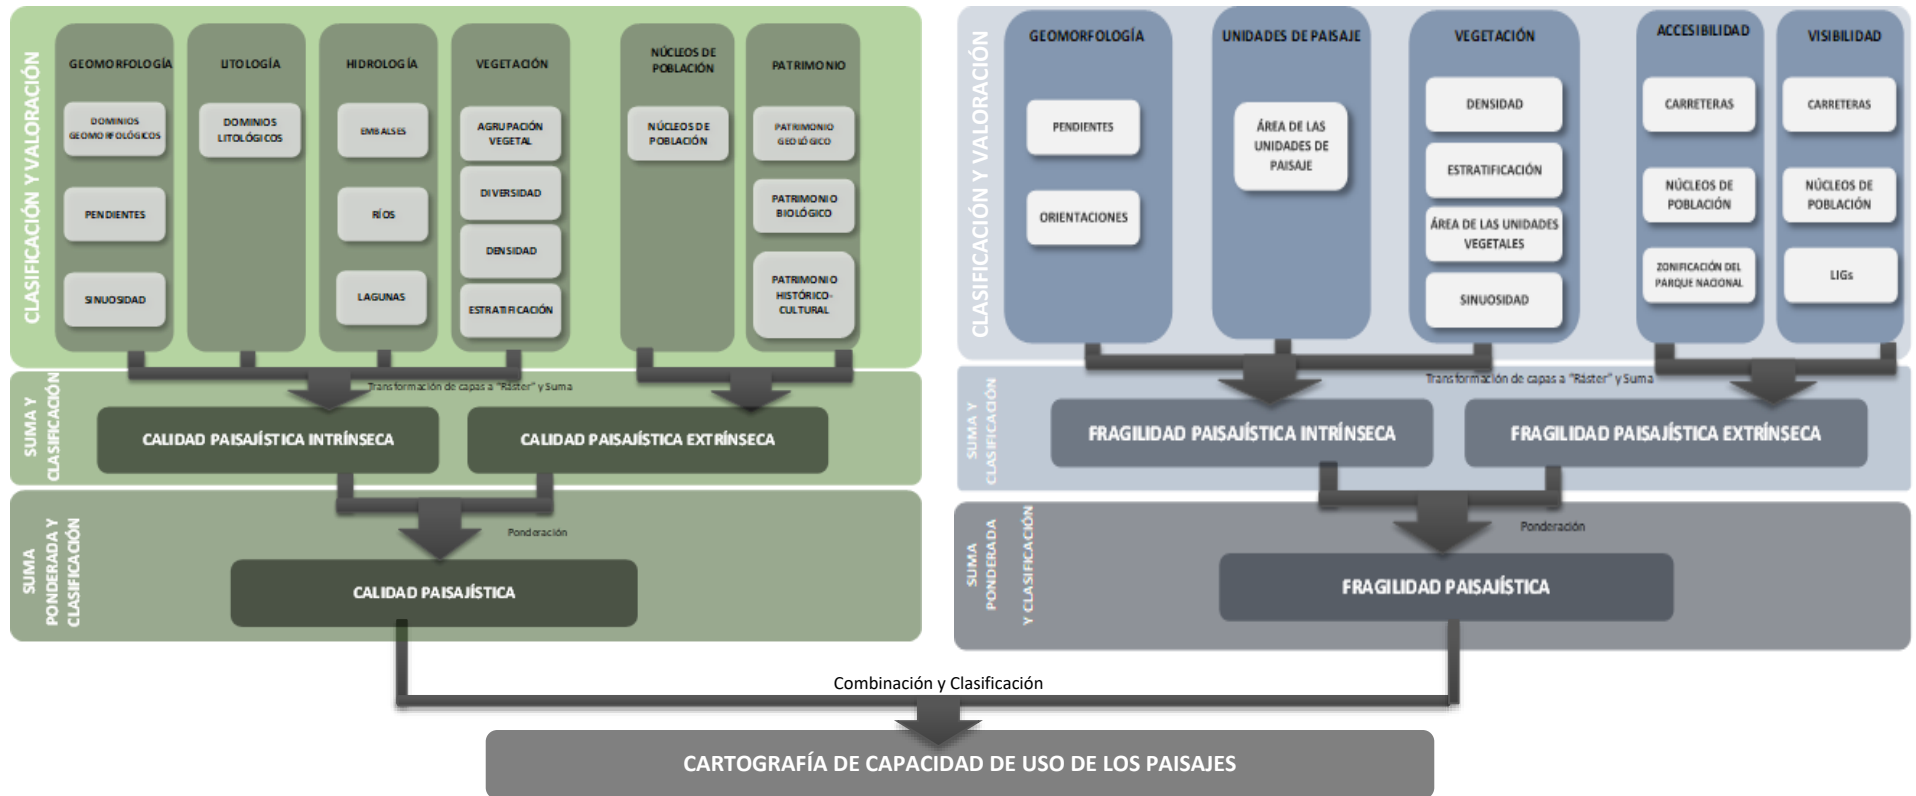 CLASIFICACIÓN Y VALORACIÓN
GEOMORFOLOGÍA
DOMINIOS
GEOMORFOLÓGICOS
PENDIENTES
SINUOSIDAD
LITOLOGÍA
DOMINIOS
LITOLÓGICOS
HIDROLOGÍA
EMBALSES
RÍOS
LAGUNAS
VEGETACIÓN
AGRUPACIÓN
VEGETAL
DIVERSIDAD
DENSIDAD
ESTRATIFICACIÓN
NÚCLEOS DE
POBLACIÓN
NÚCLEOS DE
POBLACIÓN
PATRIMONIO
PATRIMONIO
GEOLÓGICO
PATRIMONIO
BIOLÓGICO
PATRIMONIO
HISTÓRICO-
CULTURAL
SUMA Y
CLASIFICACIÓN
Transformación de capas a "Ráster" y Suma
CALIDAD PAISAJÍSTICA INTRÍNSECA
CALIDAD PAISAJÍSTICA EXTRÍNSECA
SUMA
PONDERADA Y
CLASIFICACIÓN
Ponderación
CALIDAD PAISAJÍSTICA
CLASIFICACIÓN Y VALORACIÓN
GEOMORFOLOGÍA
PENDIENTES
ORIENTACIONES
UNIDADES DE PAISAJE
ÁREA DE LAS
UNIDADES DE
PAISAJE
VEGETACIÓN
DENSIDAD
ESTRATIFICACIÓN
ÁREA DE LAS UNIDADES
VEGETALES
SINUOSIDAD
ACCESIBILIDAD
CARRETERAS
NÚCLEOS DE
POBLACIÓN
ZONIFICACIÓN DEL
PARQUE NACIONAL
VISIBILIDAD
CARRETERAS
NÚCLEOS DE
POBLACIÓN
LIGs
SUMA Y
CLASIFICACIÓN
Transformación de capas a "Ráster" y Suma
FRAGILIDAD PAISAJÍSTICA INTRÍNSECA
FRAGILIDAD PAISAJÍSTICA EXTRÍNSECA
SUMA
PONDERADA
Y CLASIFICACIÓN
Ponderación
FRAGILIDAD PAISAJÍSTICA
Combinación y Clasificación
CARTOGRAFÍA DE CAPACIDAD DE USO DE LOS PAISAJES